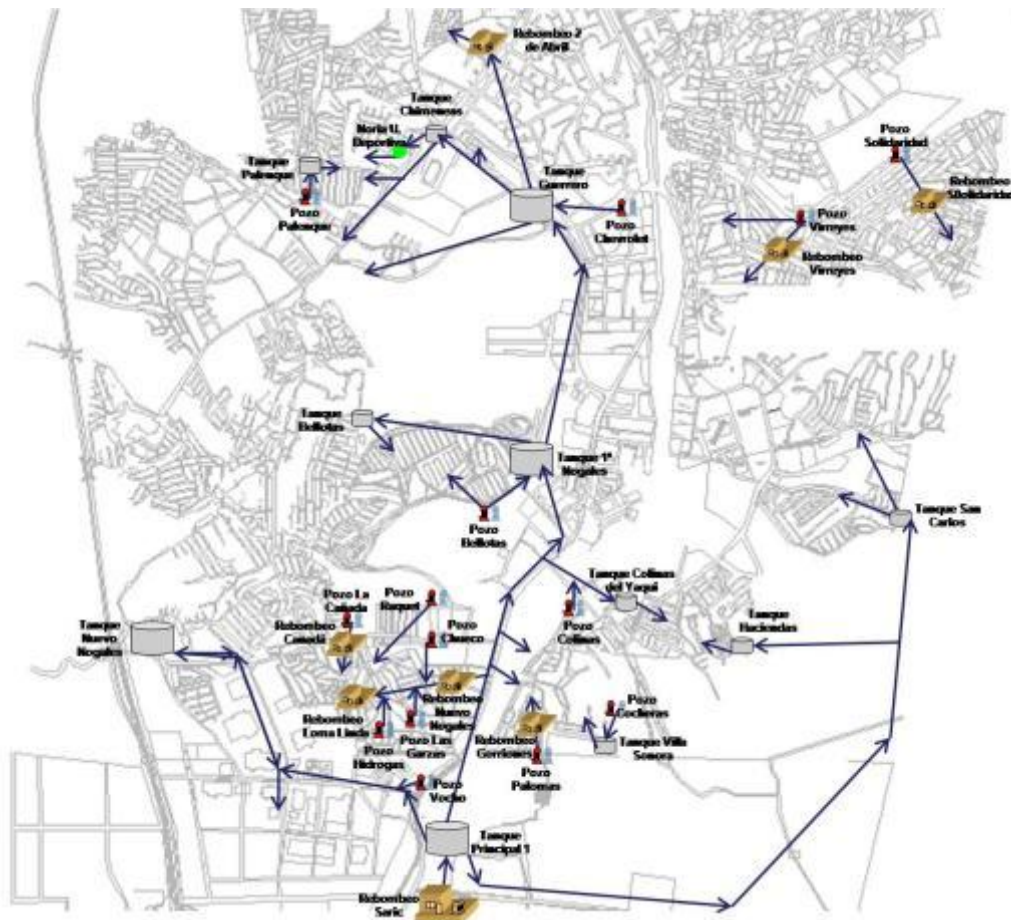 Rebombeo 2
de Abril
Tanque
Chimeneas
Noria U.
Deportiva
Tanque
Palenque
Pozo
Palenque
Tanque
Guerrero
Pozo
Chevrolet
Pozo
Solidaridad
Rebombeo
Pozo
Virreyes
Rebombeo
Virreyes
Tanque
Bellotas
Tanque 1ª
Nogales
Pozo
Bellotas
Tanque San
Carlos
Tanque Colinas
del Yaqui
Pozo
Colinas
Tanque
Haciendas
Pozo La
Cañada
Pozo
Raquet
Rebombeo
Canadá
Pozo
Chueco
Tanque
Nuevo
Nogales
Rebombeo
Loma Linda
Rebombeo
Nuevo
Nogales
Pozo
Hidrogas
Pozo Las
Garzas
Rebombeo
Gorriones
Pozo
Palomas
Pozo
Cocheras
Tanque Villa
Sonora
Pozo
Vocho
Tanque
Principal 1
Rebombeo
Saric